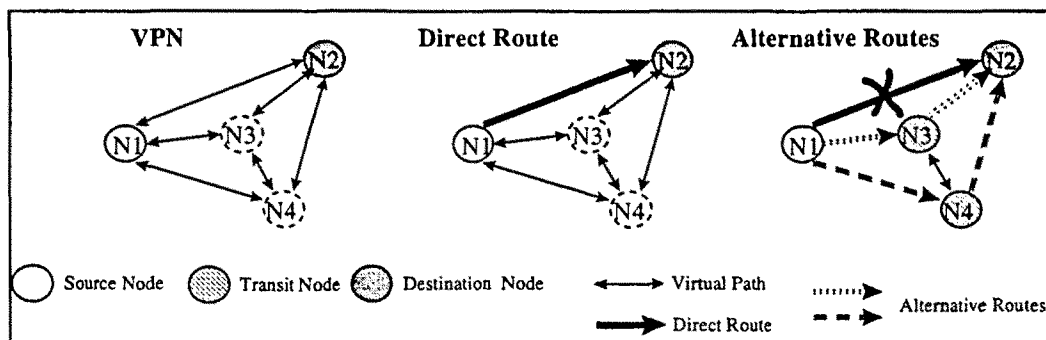 VPN
Direct Route
Alternative Routes
N2
N1
N3
N4
N2
N1
N3
N4
N2
N1
N3
N4
Source Node
Transit Node
Destination Node
Virtual Path
Direct Route
Alternative Routes